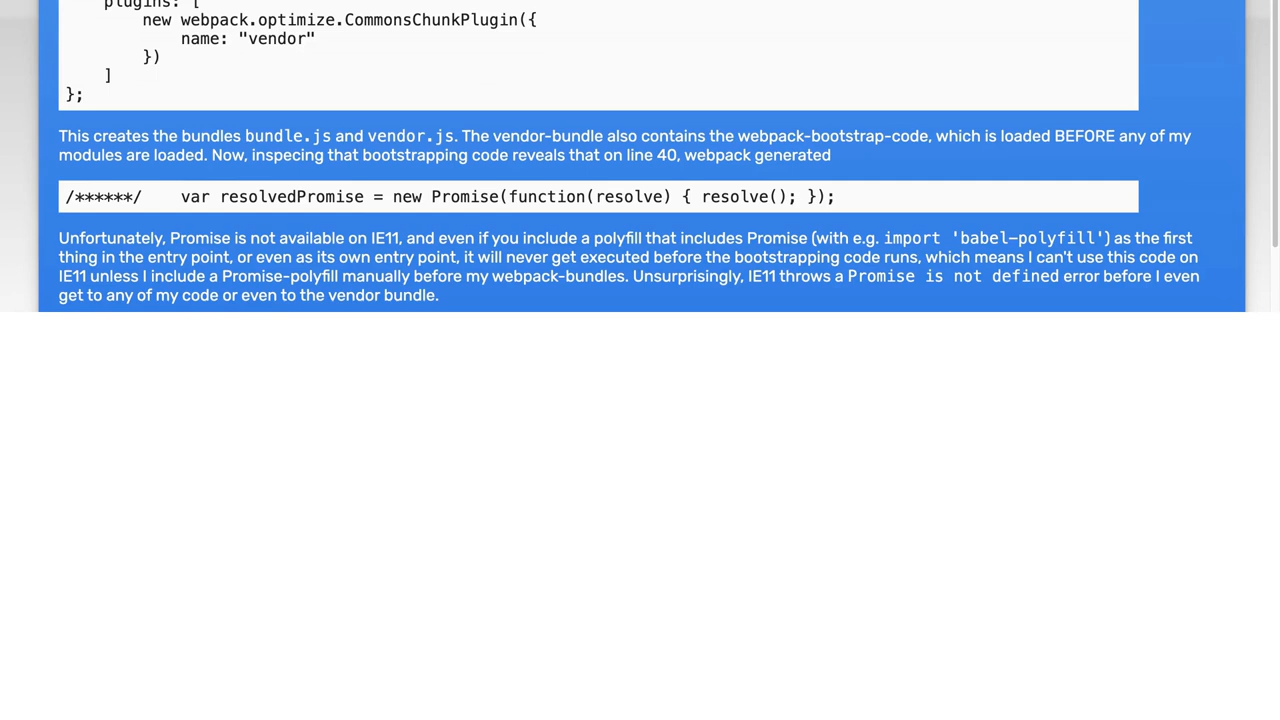 plugins: [
new webpack.optimize.CommonsChunkPlugin({
name: "vendor"
})
]
};
This creates the bundles bundle.js and vendor.js. The vendor-bundle also contains the webpack-bootstrap-code, which is loaded BEFORE any of my
modules are loaded. Now, inspecing that bootstrapping code reveals that on line 40, webpack generated
/******/    var resolvedPromise = new Promise(function(resolve) { resolve(); });
Unfortunately, Promise is not available on IE11, and even if you include a polyfill that includes Promise (with e.g. import 'babel-polyfill') as the first
thing in the entry point, or even as its own entry point, it will never get executed before the bootstrapping code runs, which means I can't use this code on
IE11 unless I include a Promise-polyfill manually before my webpack-bundles. Unsurprisingly, IE11 throws a Promise is not defined error before I even
get to any of my code or even to the vendor bundle.